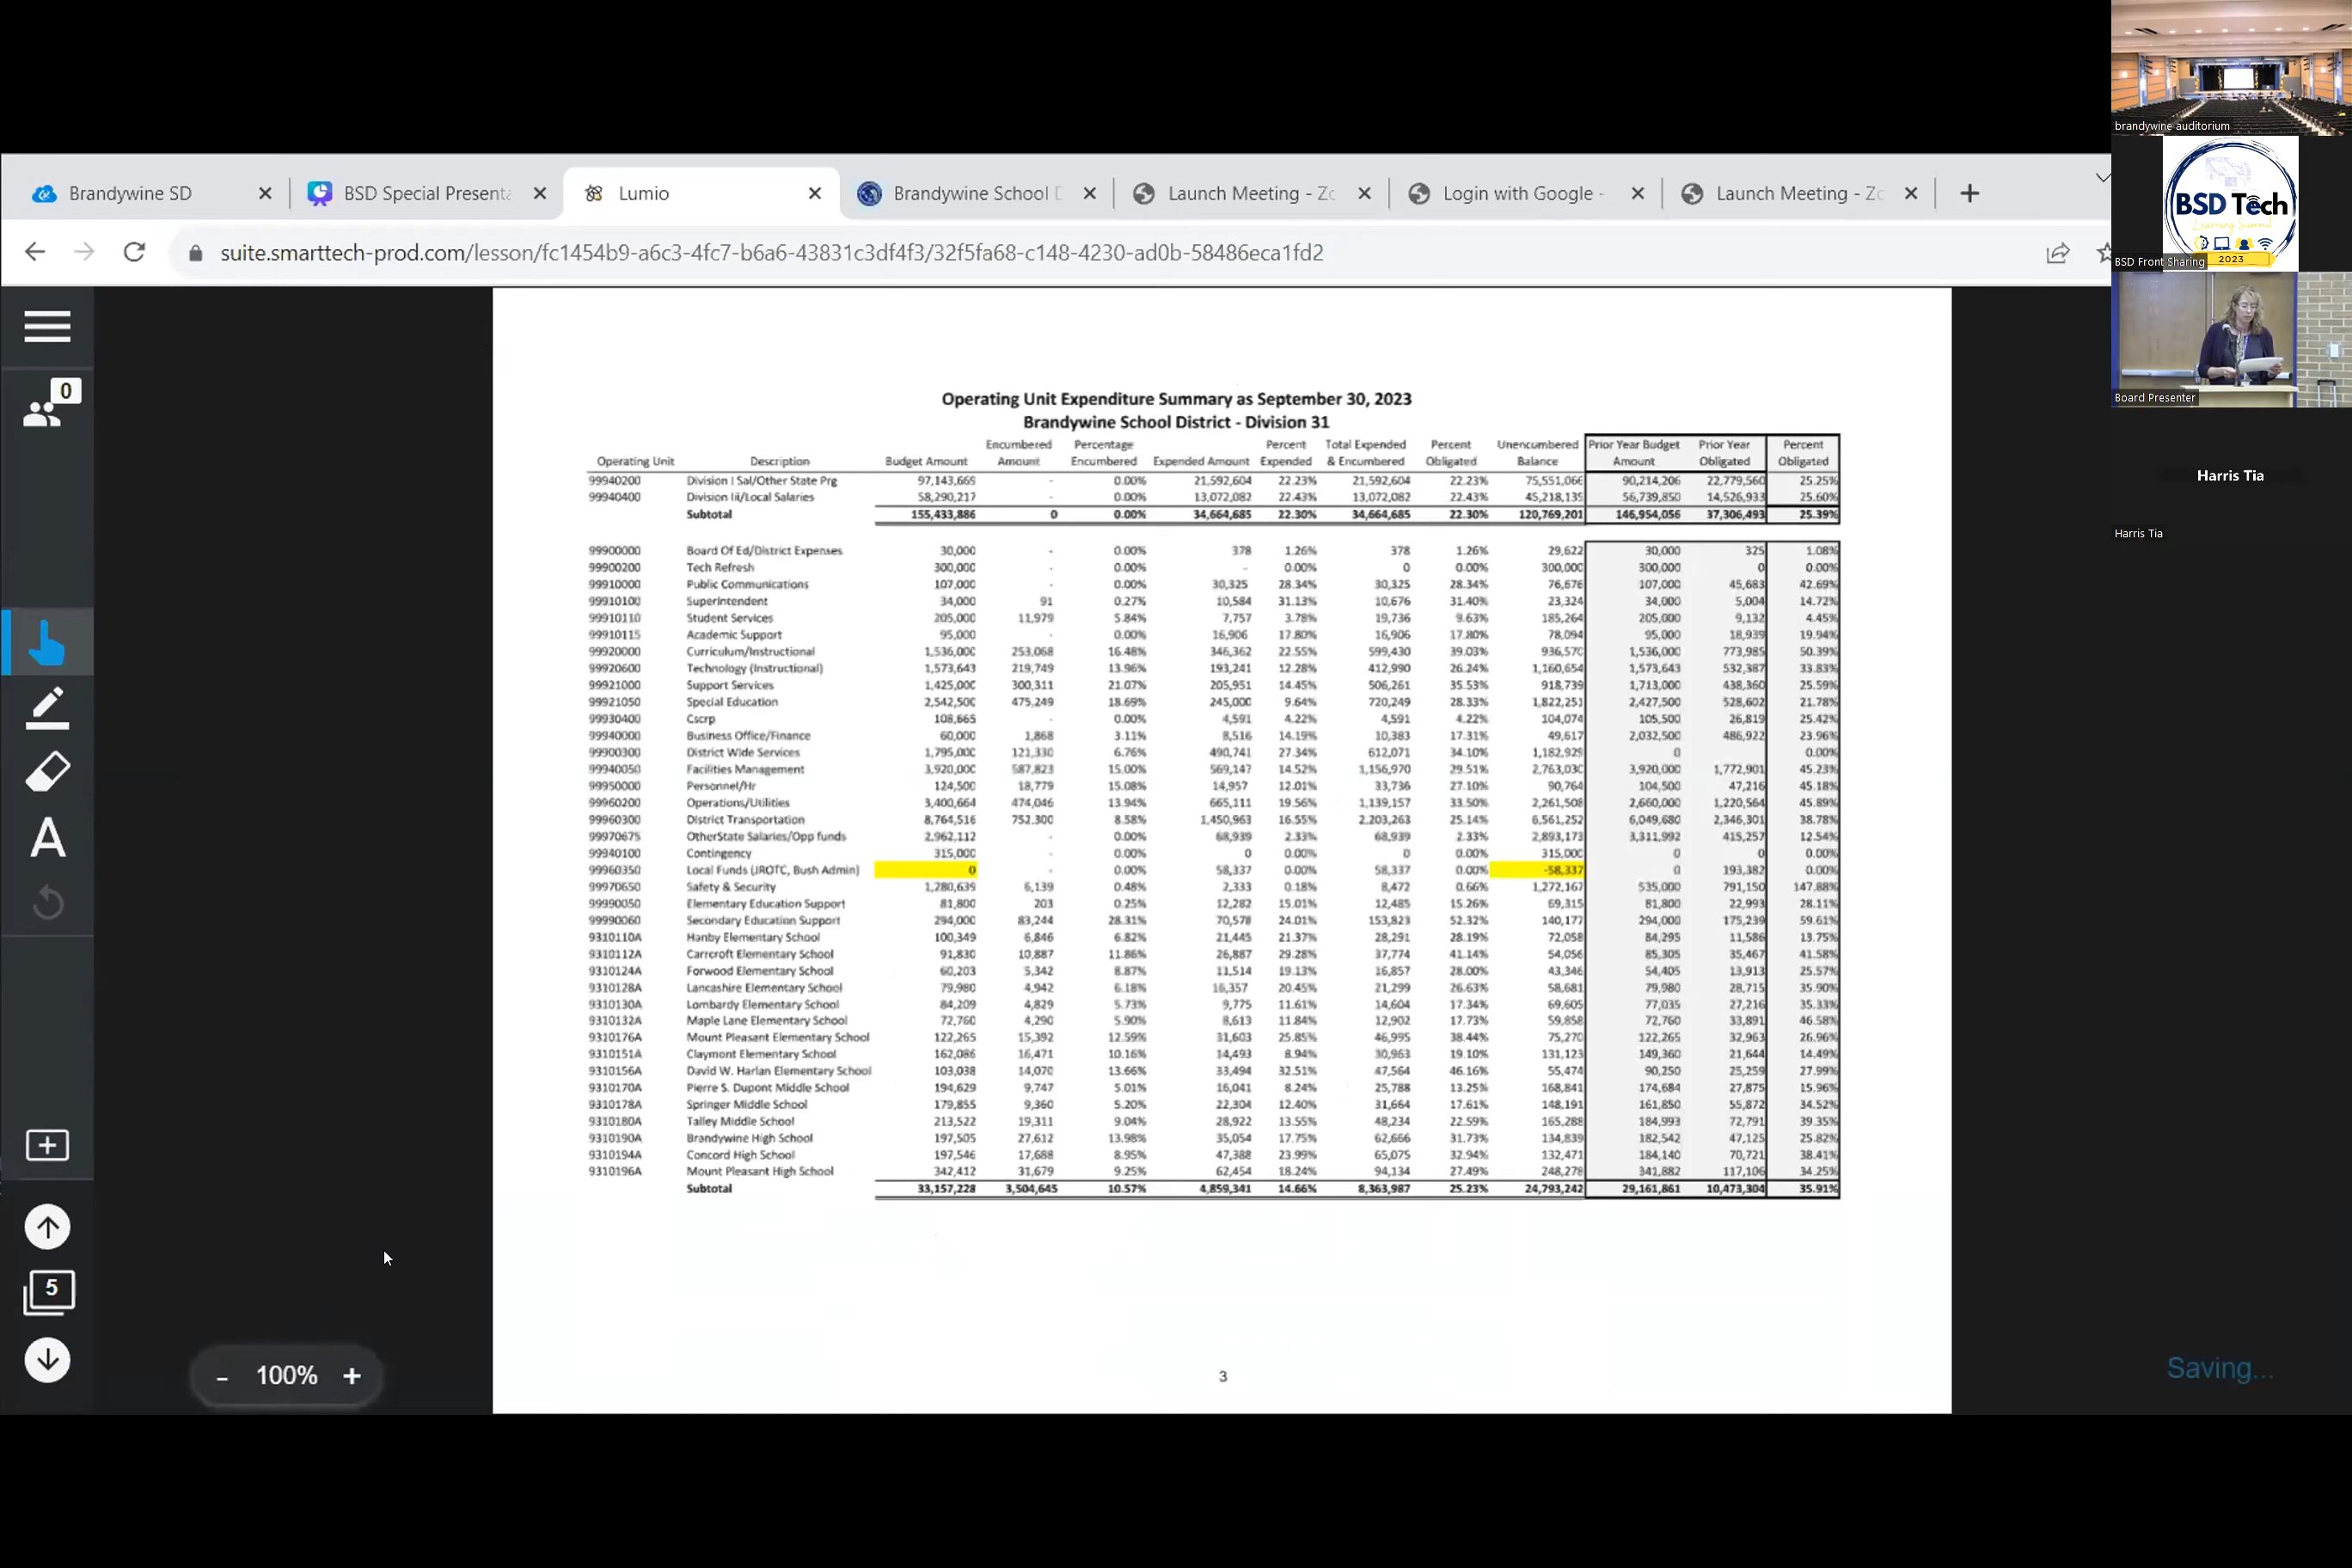 brandywine auditorium
Brandywine SD
BSD Special Presenta
Lumio
Brandywine School D
Launch Meeting - Zo
Login with Google -
Launch Meeting - Zo
BSD Tech
Learning Summit
2023
BSD Front Sharing
suite.smarttech-prod.com/lesson/fc1454b9-a6c3-4fc7-b6a6-43831c3df4f3/32f5fa68-c148-4230-ad0b-58486eca1fd2
Board Presenter
Harris Tia
Harris Tia
0
Operating Unit Expenditure Summary as September 30, 2023
Brandywine School District - Division 31
Operating Unit Description Budget Amount Encumbered Amount Percentage Encumbered Expended Amount Percent Expended Total Expended & Encumbered Percent Obligated Unencumbered Balance Prior Year Budget Amount Prior Year Obligated Percent Obligated
99940200 Division I Sal/Other State Prg 97,143,669 - 0.00% 21,592,604 22.23% 21,592,604 22.23% 75,551,066 90,214,206 22,779,560 25.25%
99940400 Division Iii/Local Salaries 58,290,217 - 0.00% 13,072,082 22.43% 13,072,082 22.43% 45,218,135 56,739,850 14,526,933 25.60%
Subtotal 155,433,886 0 0.00% 34,664,685 22.30% 34,664,685 22.30% 120,769,201 146,954,056 37,306,493 25.39%
99900000 Board Of Ed/District Expenses 30,000 - 0.00% 378 1.26% 378 1.26% 29,622 30,000 325 1.08%
99900200 Tech Refresh 300,000 - 0.00% - 0.00% 0 0.00% 300,000 300,000 0 0.00%
99910000 Public Communications 107,000 - 0.00% 30,325 28.34% 30,325 28.34% 76,676 107,000 45,683 42.69%
99910100 Superintendent 34,000 91 0.27% 10,584 31.13% 10,676 31.40% 23,324 34,000 5,004 14.72%
99910110 Student Services 205,000 11,979 5.84% 7,757 3.78% 19,736 9.63% 185,264 205,000 9,132 4.45%
99910115 Academic Support 95,000 - 0.00% 16,906 17.80% 16,906 17.80% 78,094 95,000 18,939 19.94%
99920000 Curriculum/Instructional 1,536,000 253,068 16.48% 346,362 22.55% 599,430 39.03% 936,570 1,536,000 773,985 50.39%
99920600 Technology (Instructional) 1,573,643 219,749 13.96% 193,241 12.28% 412,990 26.24% 1,160,654 1,573,643 532,387 33.83%
99921000 Support Services 1,425,000 300,311 21.07% 205,951 14.45% 506,261 35.53% 918,739 1,713,000 438,360 25.59%
99921050 Special Education 2,542,500 475,249 18.69% 245,000 9.64% 720,249 28.33% 1,822,251 2,427,500 528,602 21.78%
99930400 Cscrp 108,665 - 0.00% 4,591 4.22% 4,591 4.22% 104,074 105,500 26,819 25.42%
99940000 Business Office/Finance 60,000 1,868 3.11% 8,516 14.19% 10,383 17.31% 49,617 2,032,500 486,922 23.96%
99900300 District Wide Services 1,795,000 121,330 6.76% 490,741 27.34% 612,071 34.10% 1,182,929 0 0.00%
99940050 Facilities Management 3,920,000 587,823 15.00% 569,147 14.52% 1,156,970 29.51% 2,763,030 3,920,000 1,772,901 45.23%
99950000 Personnel/Hr 124,500 18,779 15.08% 14,957 12.01% 33,736 27.10% 90,764 104,500 47,216 45.18%
99960200 Operations/Utilities 3,400,664 474,046 13.94% 665,111 19.56% 1,139,157 33.50% 2,261,508 2,660,000 1,220,564 45.89%
99960300 District Transportation 8,764,516 752,300 8.58% 1,450,963 16.55% 2,203,263 25.14% 6,561,252 6,049,680 2,346,301 38.78%
99970675 OtherState Salaries/Opp funds 2,962,112 - 0.00% 68,939 2.33% 68,939 2.33% 2,893,173 3,311,992 415,257 12.54%
99940100 Contingency 315,000 - 0.00% 0 0.00% 0 0.00% 315,000 0 0 0.00%
99960350 Local Funds (JROTC, Bush Admin) 0 - 0.00% 58,337 0.00% 58,337 0.00% -58,337 0 193,382 0.00%
99970650 Safety & Security 1,280,639 6,139 0.48% 2,333 0.18% 8,472 0.66% 1,272,167 535,000 791,150 147.88%
99990050 Elementary Education Support 81,800 203 0.25% 12,282 15.01% 12,485 15.26% 69,315 81,800 22,993 28.11%
99990060 Secondary Education Support 294,000 83,244 28.31% 70,578 24.01% 153,823 52.32% 140,177 294,000 175,239 59.61%
9310110A Hanby Elementary School 100,349 6,846 6.82% 21,445 21.37% 28,291 28.19% 72,058 84,295 11,586 13.75%
9310112A Carrcroft Elementary School 91,830 10,887 11.86% 26,887 29.28% 37,774 41.14% 54,056 85,305 35,467 41.58%
9310124A Forwood Elementary School 60,203 5,342 8.87% 11,514 19.13% 16,857 28.00% 43,346 54,405 13,913 25.57%
9310128A Lancashire Elementary School 79,980 4,942 6.18% 16,357 20.45% 21,299 26.63% 58,681 79,980 28,715 35.90%
9310130A Lombardy Elementary School 84,209 4,829 5.73% 9,775 11.61% 14,604 17.34% 69,605 77,035 27,216 35.33%
9310132A Maple Lane Elementary School 72,760 4,290 5.90% 8,613 11.84% 12,902 17.73% 59,858 72,760 33,891 46.58%
9310176A Mount Pleasant Elementary School 122,265 15,392 12.59% 31,603 25.85% 46,995 38.44% 75,270 122,265 32,963 26.96%
9310151A Claymont Elementary School 162,086 16,471 10.16% 14,493 8.94% 30,963 19.10% 131,123 149,360 21,644 14.49%
9310156A David W. Harlan Elementary School 103,038 14,070 13.66% 33,494 32.51% 47,564 46.16% 55,474 90,250 25,259 27.99%
9310170A Pierre S. Dupont Middle School 194,629 9,747 5.01% 16,041 8.24% 25,788 13.25% 168,841 174,684 27,875 15.96%
9310178A Springer Middle School 179,855 9,360 5.20% 22,304 12.40% 31,664 17.61% 148,191 161,850 55,872 34.52%
9310180A Talley Middle School 213,522 19,311 9.04% 28,922 13.55% 48,234 22.59% 165,288 184,993 72,791 39.35%
9310190A Brandywine High School 197,505 27,612 13.98% 35,054 17.75% 62,666 31.73% 134,839 182,542 47,125 25.82%
9310194A Concord High School 197,546 17,688 8.95% 47,388 23.99% 65,075 32.94% 132,471 184,140 70,721 38.41%
9310196A Mount Pleasant High School 342,412 31,679 9.25% 62,454 18.24% 94,134 27.49% 248,278 341,882 117,106 34.25%
Subtotal 33,157,228 3,504,645 10.57% 4,859,341 14.66% 8,363,987 25.23% 24,793,242 29,161,861 10,473,304 35.91%
A
5
- 100% +
3
Saving...